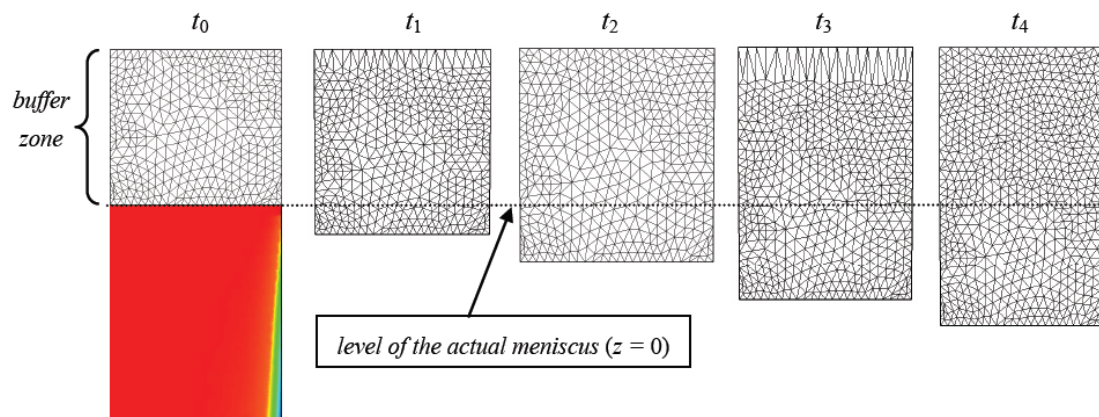 t₀ t₁ t₂ t₃ t₄
buffer
zone
level of the actual meniscus (z = 0)